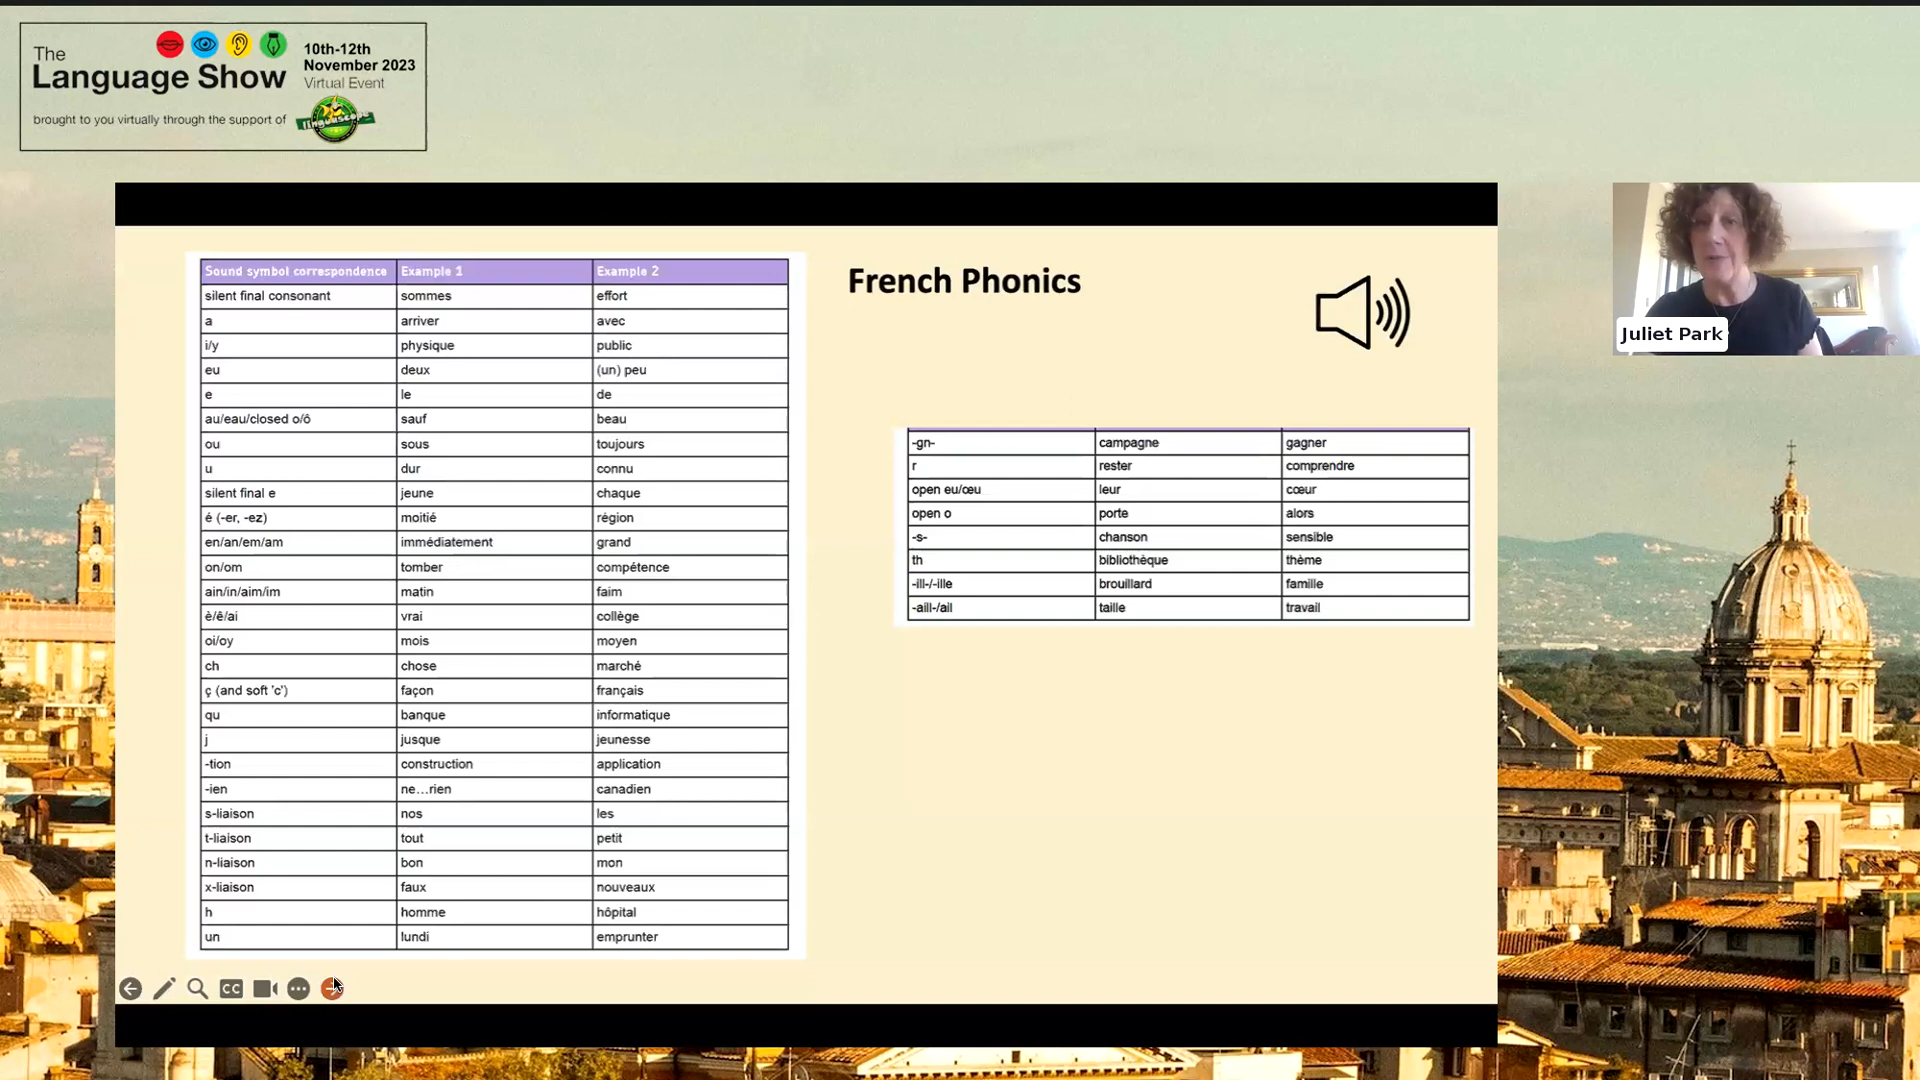 The
Language Show
10th-12th
November 2023
Virtual Event
brought to you virtually through the support of
linguascope
French Phonics
Sound symbol correspondence Example 1 Example 2
silent final consonant sommes effort
a arriver avec
i/y physique public
eu deux (un) peu
e le de
au/eau/closed o/ô sauf beau
ou sous toujours
u dur connu
silent final e jeune chaque
é (-er, -ez) moitié région
en/an/em/am immédiatement grand
on/om tomber compétence
ain/in/aim/im matin faim
è/ê/ai vrai collège
oi/oy mois moyen
ch chose marché
ç (and soft 'c') façon français
qu banque informatique
j jusque jeunesse
-tion construction application
-ien ne…rien canadien
s-liaison nos les
t-liaison tout petit
n-liaison bon mon
x-liaison faux nouveaux
h homme hôpital
un lundi emprunter
-gn- campagne gagner
r rester comprendre
open eu/œu leur cœur
open o porte alors
-s- chanson sensible
th bibliothèque thème
-ill-/-ille brouillard famille
-aill-/ail taille travail
CC
Juliet Park